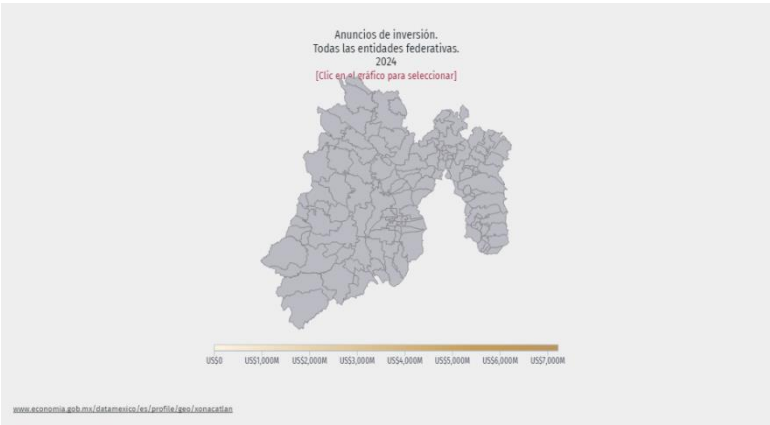 Anuncios de inversión.
Todas las entidades federativas.
2024
[Clic en el gráfico para seleccionar]
US$0 US$1,000M US$2,000M US$3,000M US$4,000M US$5,000M US$6,000M US$7,000M
www.economia.gob.mx/datamexico/es/profile/geo/xonacatlan